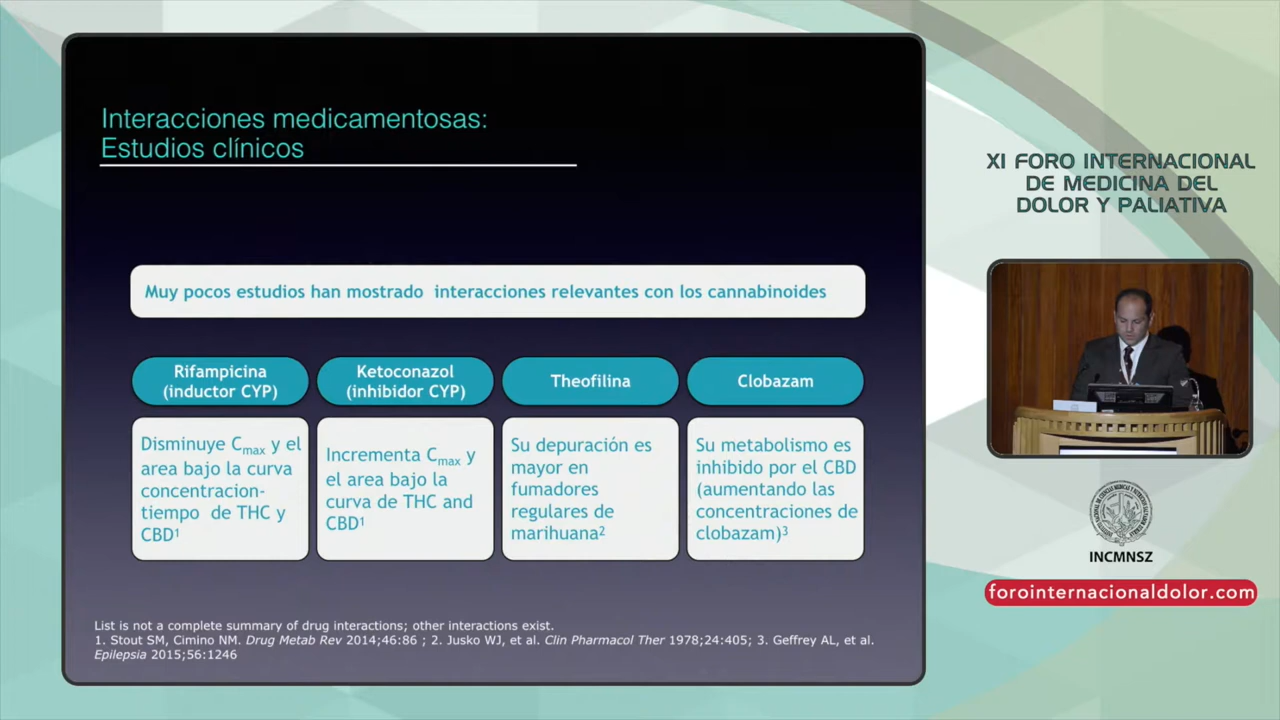 Interacciones medicamentosas:
Estudios clínicos
Muy pocos estudios han mostrado interacciones relevantes con los cannabinoides
Rifampicina
(inductor CYP)
Disminuye Cmax y el
area bajo la curva
concentracion-
tiempo de THC y
CBD1
Ketoconazol
(inhibidor CYP)
Incrementa Cmax y
el area bajo la
curva de THC and
CBD1
Theofilina
Su depuración es
mayor en
fumadores
regulares de
marihuana2
Clobazam
Su metabolismo es
inhibido por el CBD
(aumentando las
concentraciones de
clobazam)3
List is not a complete summary of drug interactions; other interactions exist.
1. Stout SM, Cimino NM. Drug Metab Rev 2014;46:86 ; 2. Jusko WJ, et al. Clin Pharmacol Ther 1978;24:405; 3. Geffrey AL, et al.
Epilepsia 2015;56:1246
XI FORO INTERNACIONAL
DE MEDICINA DEL
DOLOR Y PALIATIVA
INCMNSZ
forointernacionaldolor.com